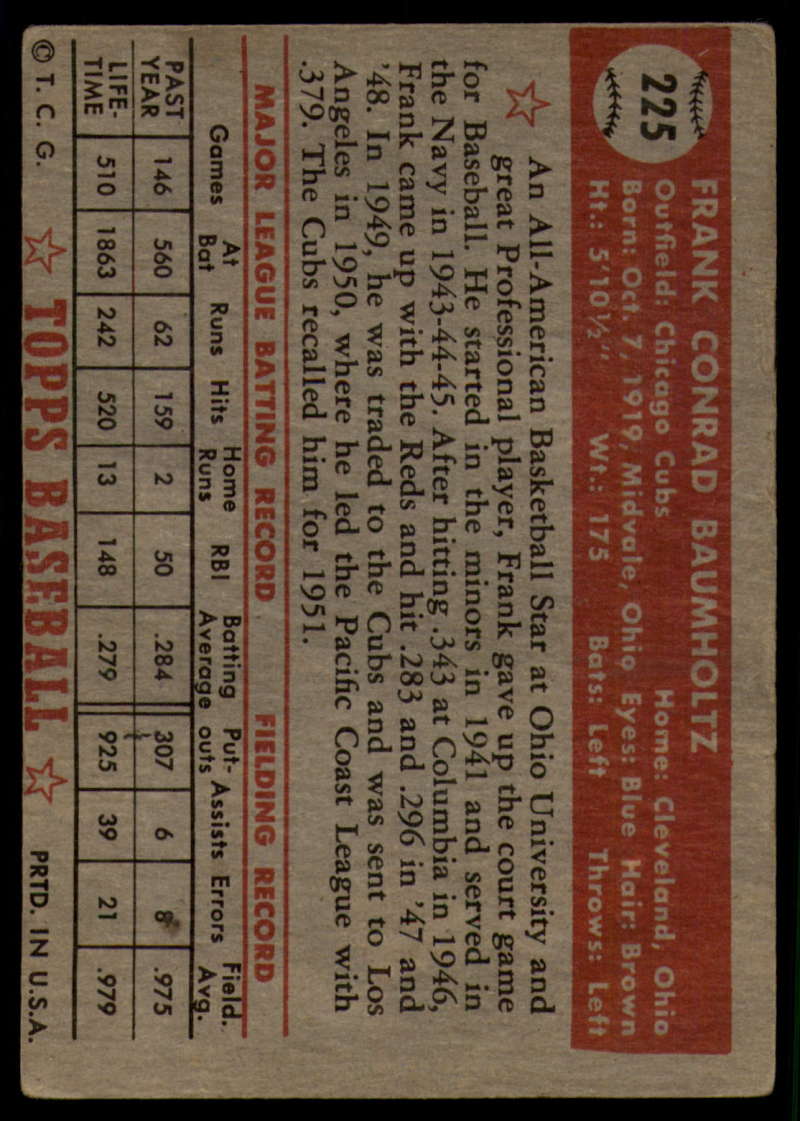 225
FRANK CONRAD BAUMHOLTZ
Outfield: Chicago Cubs Home: Cleveland, Ohio
Born: Oct. 7, 1919, Midvale, Ohio Eyes: Blue Hair: Brown
Ht.: 5'10½" Wt.: 175 Bats: Left Throws: Left
An All-American Basketball Star at Ohio University and
great Professional player, Frank gave up the court game
for Baseball. He started in the minors in 1941 and served in
the Navy in 1943-44-45. After hitting .343 at Columbia in 1946,
Frank came up with the Reds and hit .283 and .296 in '47 and
'48. In 1949, he was traded to the Cubs and was sent to Los
Angeles in 1950, where he led the Pacific Coast League with
.379. The Cubs recalled him for 1951.
MAJOR LEAGUE BATTING RECORD FIELDING RECORD
Games At Bat Runs Hits Home Runs RBI Batting Average Put-outs Assists Errors Field. Avg.
PAST YEAR 146 560 62 159 2 50 .284 307 6 8 .975
LIFE-TIME 510 1863 242 520 13 148 .279 925 39 21 .979
© T. C. G. TOPPS BASEBALL PRTD. IN U.S.A.